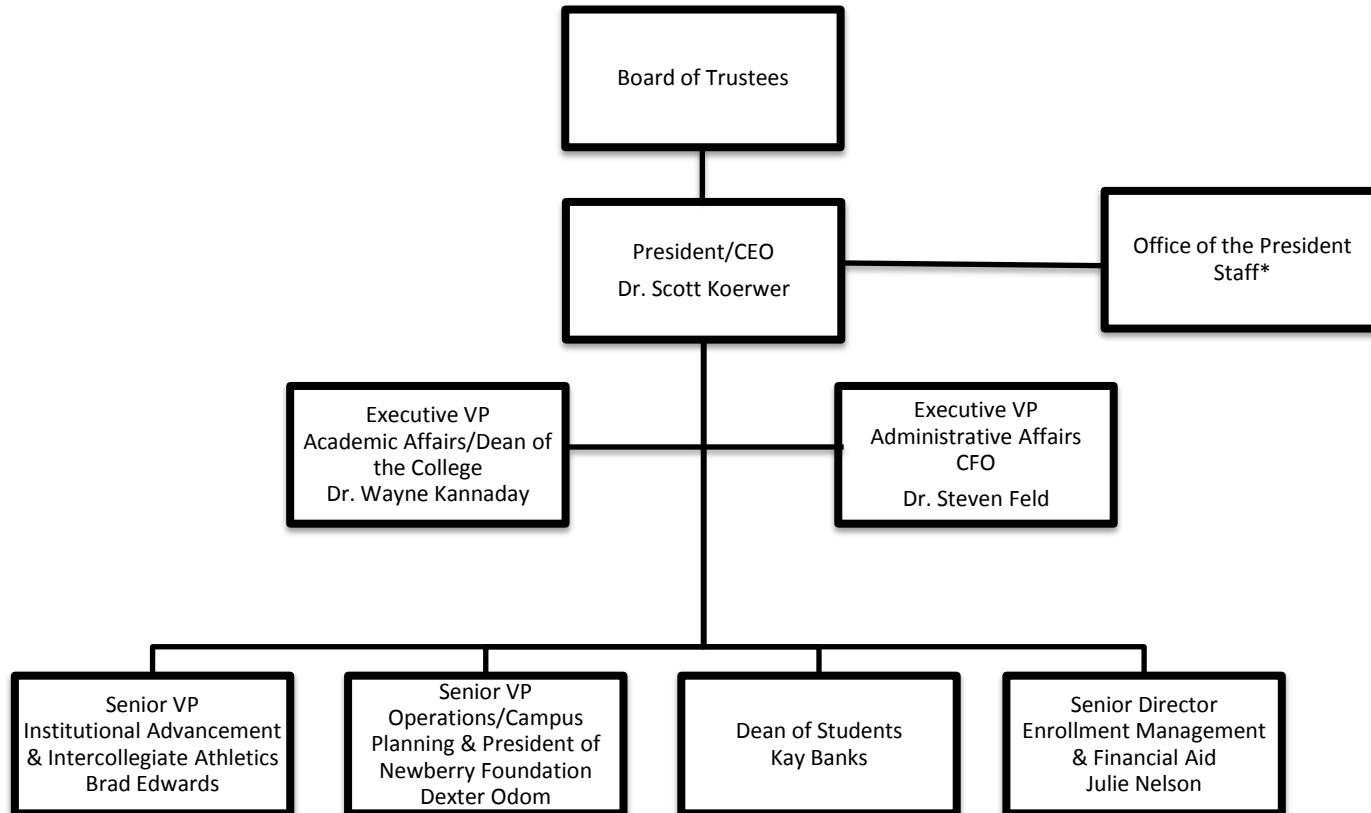 Board of Trustees
President/CEO
Dr. Scott Koerwer
Office of the President
Staff*
Executive VP
Academic Affairs/Dean of
the College
Dr. Wayne Kannaday
Executive VP
Administrative Affairs
CFO
Dr. Steven Feld
Senior VP
Institutional Advancement
& Intercollegiate Athletics
Brad Edwards
Senior VP
Operations/Campus
Planning & President of
Newberry Foundation
Dexter Odom
Dean of Students
Kay Banks
Senior Director
Enrollment Management
& Financial Aid
Julie Nelson